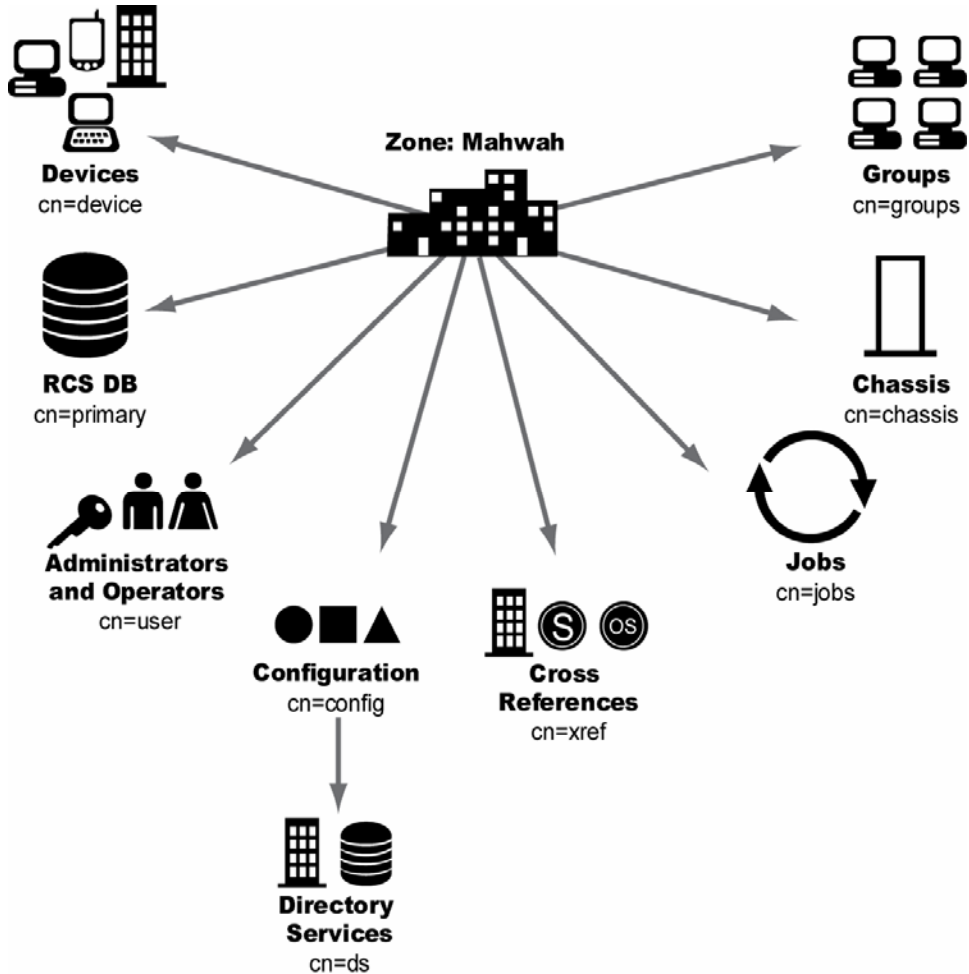 Zone: Mahwah
Devices
cn=device
Groups
cn=groups
RCS DB
cn=primary
Chassis
cn=chassis
Administrators
and Operators
cn=user
Jobs
cn=jobs
Configuration
cn=config
S
OS
Cross
References
cn=xref
Directory
Services
cn=ds